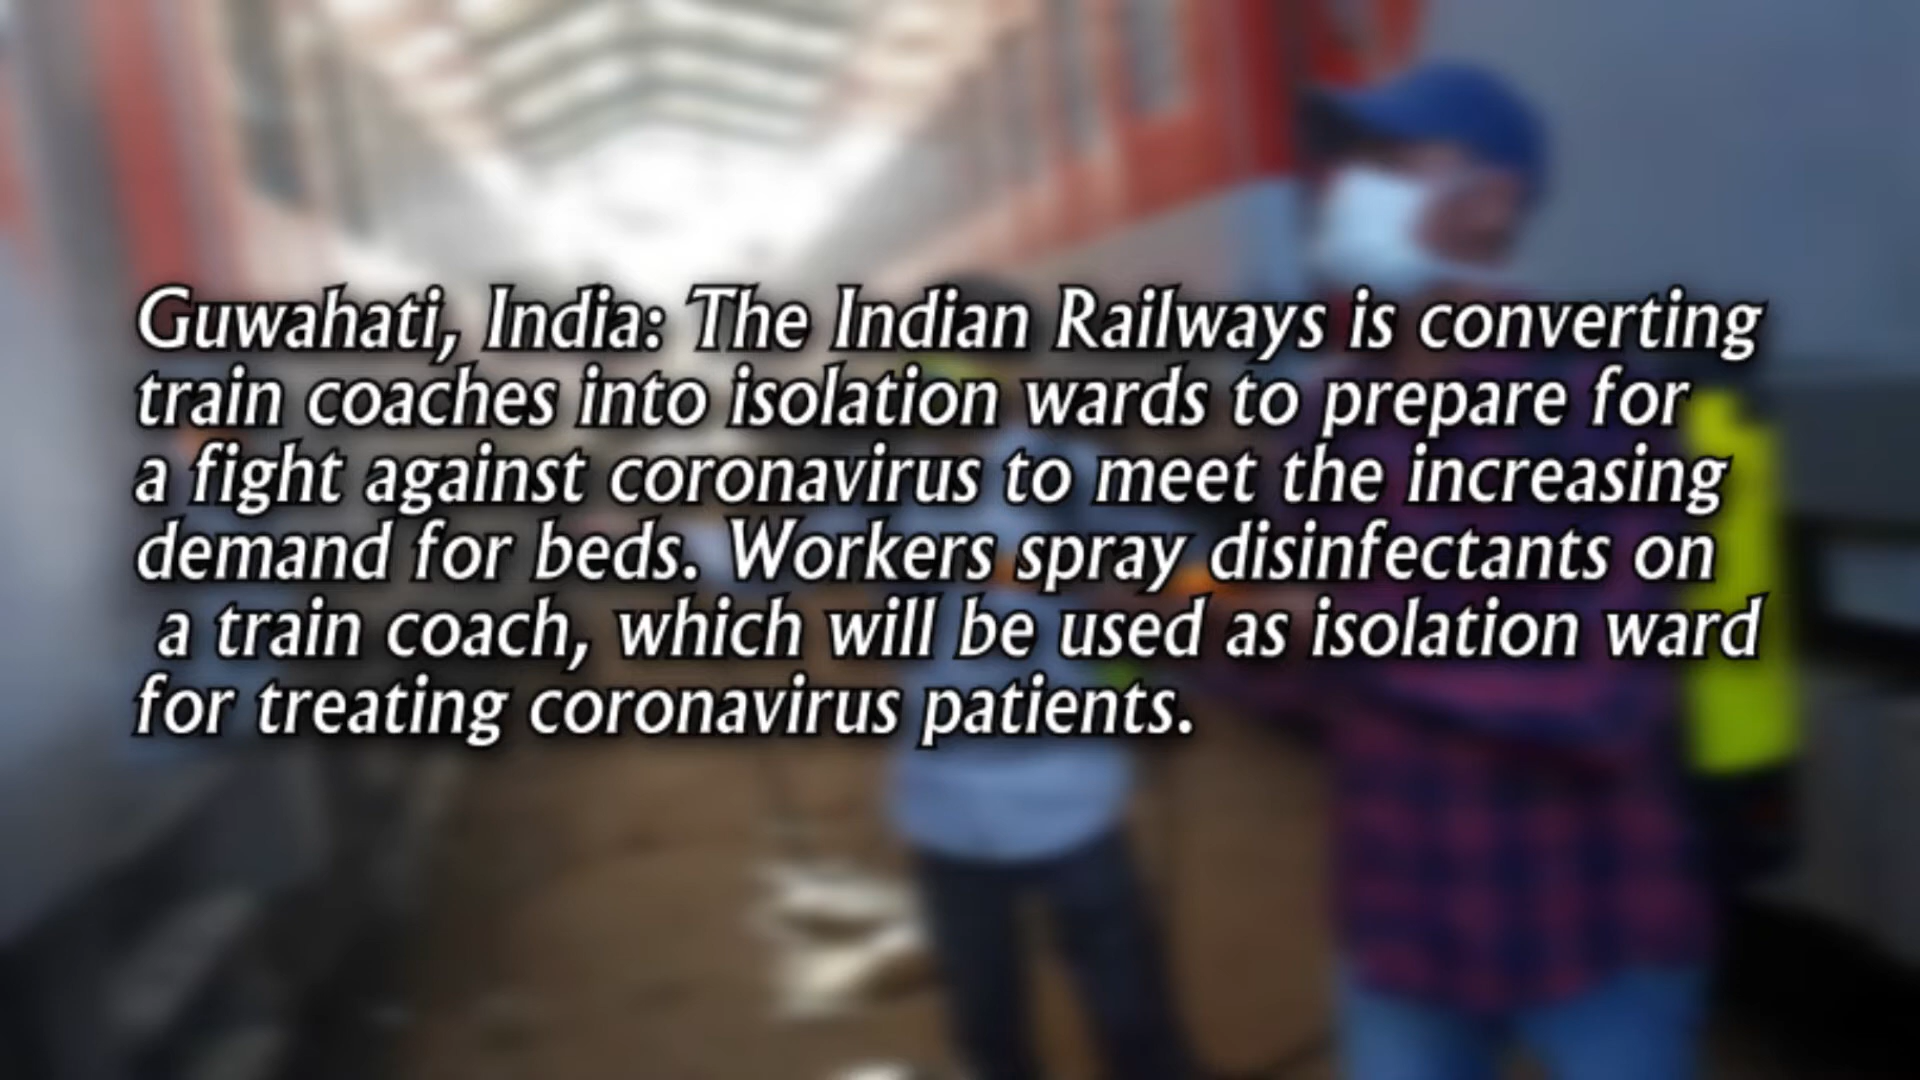 Guwahati, India: The Indian Railways is converting
train coaches into isolation wards to prepare for
a fight against coronavirus to meet the increasing
demand for beds. Workers spray disinfectants on
a train coach, which will be used as isolation ward
for treating coronavirus patients.